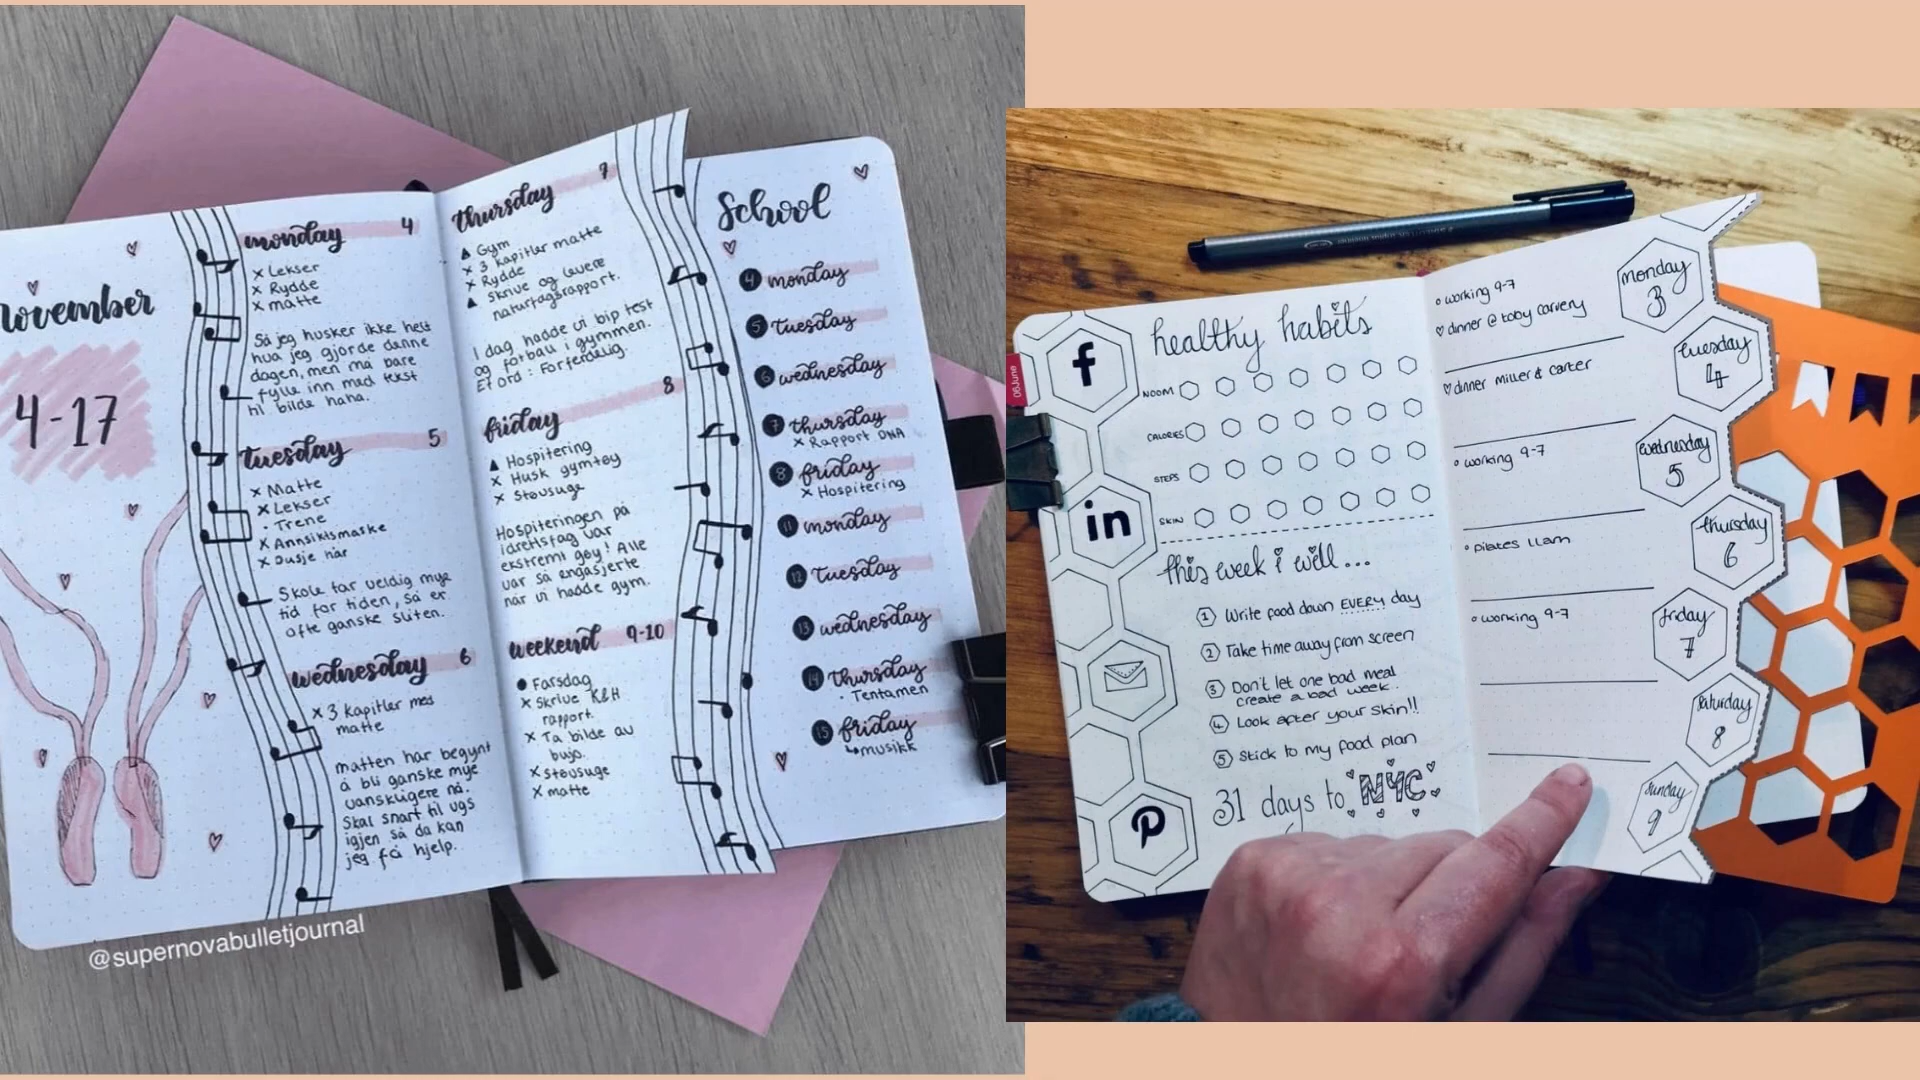 november
4-17
monday 4
x Lekser
x Rydde
x matte
Så jeg husker ikke helt
hva jeg gjorde denne
dagen, men må bare
fylle inn med tekst
til bilde haha.
tuesday 5
x Matte
x Lekser
· Trene
x Annsiktsmaske
x Dusje hår
Skole tar veldig mye
tid for tiden, så er
ofte ganske sliten.
wednesday 6
x 3 kapitler med
matte
matten har begynt
å bli ganske mye
vanskligere nå.
Skal snart til vgs
igjen så da kan
jeg få hjelp.
thursday 7
▲ Gym
x 3 kapitler matte
x Rydde
▲ Skrive og levere
naturfagsrapport.
I dag hadde vi bip test
og fotball i gymmen.
Et ord: Forferdelig.
friday 8
▲ Hospitering
x Husk gymtøy
x Støvsuge
Hospiteringen på
idrettsfag var
ekstremt gøy! Alle
var så engasjerte
når vi hadde gym.
weekend 9-10
● Farsdag
x Skrive K&H
rapport.
x Ta bilde av
bujo.
x støvsuge
x matte
School
4 monday
5 tuesday
6 wednesday
7 thursday
x Rapport DNA
8 friday
x Hospitering
11 monday
12 tuesday
13 wednesday
14 thursday
· Tentamen
15 friday
↳ musikk
@supernovabulletjournal
06 June
f
in
healthy habits
NOOM
CALORIES
STEPS
SKIN
this week i will...
1 Write food down EVERY day
2 Take time away from screen
3 Don't let one bad meal
create a bad week..
4 Look after your skin!!
5 Stick to my food plan
31 days to NYC
monday
3
○ working 9-7
♡ dinner @ toby carvery
tuesday
4
♡ dinner miller & carter
wednesday
5
○ working 9-7
thursday
6
○ pilates 11am
friday
7
○ working 9-7
saturday
8
sunday
9